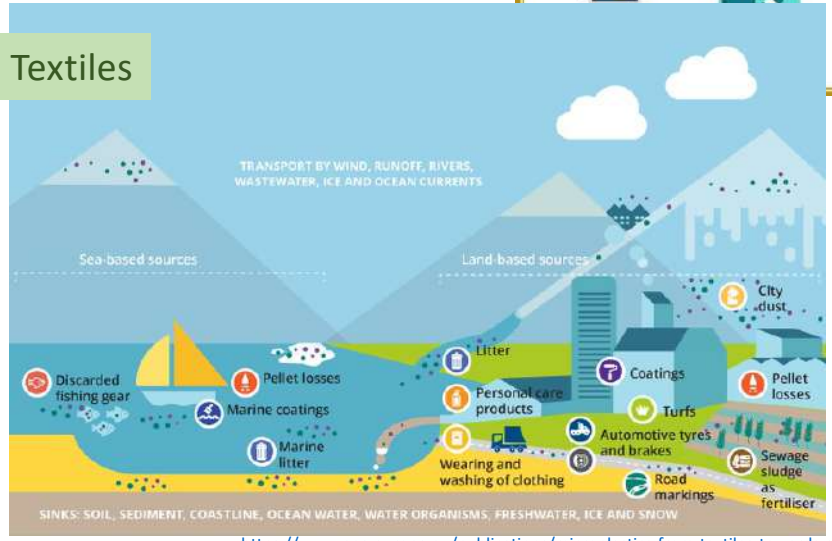 Textiles
TRANSPORT BY WIND, RUNOFF, RIVERS,
WASTEWATER, ICE AND OCEAN CURRENTS
Sea-based sources
Land-based sources
City
dust
Litter
Discarded
fishing gear
Pellet losses
Marine coatings
Marine
litter
Personal care
products
Wearing and
washing of clothing
Coatings
Turfs
Automotive tyres
and brakes
Road
markings
Pellet
losses
Sewage
sludge
as
fertiliser
SINKS: SOIL, SEDIMENT, COASTLINE, OCEAN WATER, WATER ORGANISMS, FRESHWATER, ICE AND SNOW